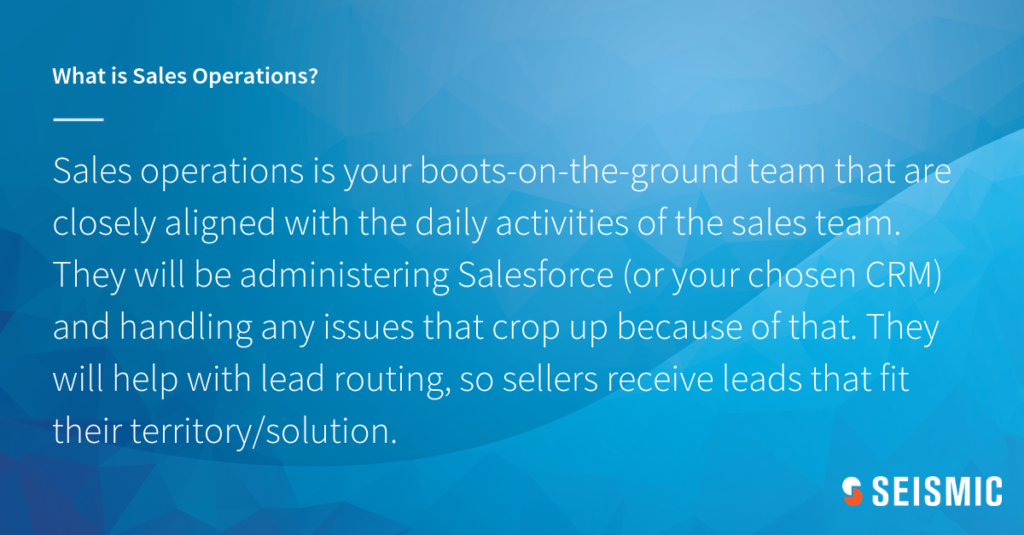 What is Sales Operations?
Sales operations is your boots-on-the-ground team that are
closely aligned with the daily activities of the sales team.
They will be administering Salesforce (or your chosen CRM)
and handling any issues that crop up because of that. They
will help with lead routing, so sellers receive leads that fit
their territory/solution.
SEISMIC